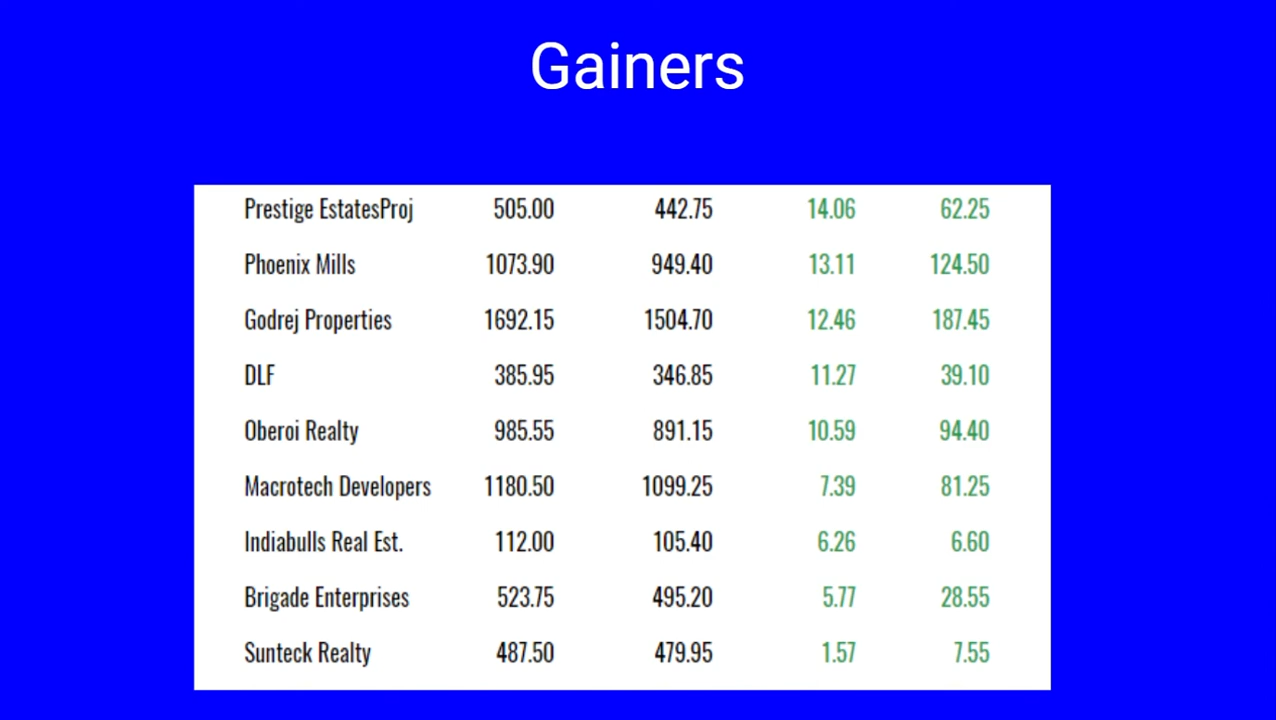 Gainers
Prestige EstatesProj 505.00 442.75 14.06 62.25
Phoenix Mills 1073.90 949.40 13.11 124.50
Godrej Properties 1692.15 1504.70 12.46 187.45
DLF 385.95 346.85 11.27 39.10
Oberoi Realty 985.55 891.15 10.59 94.40
Macrotech Developers 1180.50 1099.25 7.39 81.25
Indiabulls Real Est. 112.00 105.40 6.26 6.60
Brigade Enterprises 523.75 495.20 5.77 28.55
Sunteck Realty 487.50 479.95 1.57 7.55